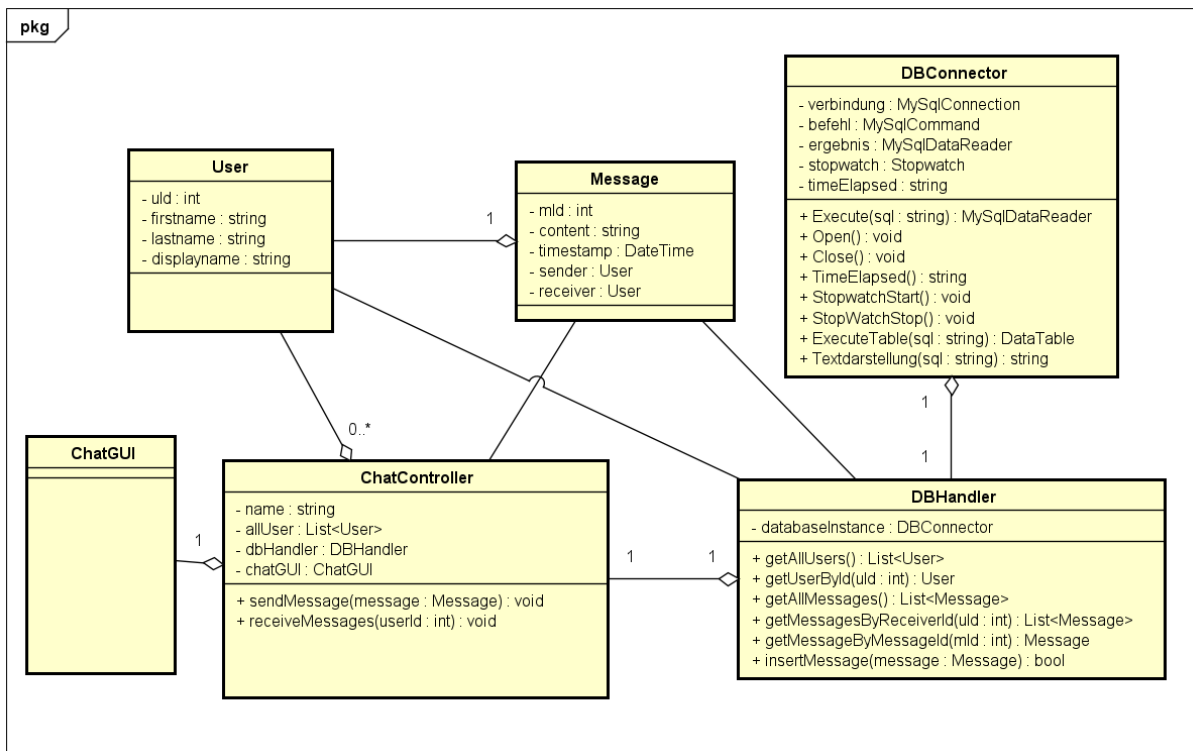 pkg
DBConnector
- verbindung : MySqlConnection
- befehl : MySqlCommand
- ergebnis : MySqlDataReader
- stopwatch : Stopwatch
- timeElapsed : string
+ Execute(sql : string) : MySqlDataReader
+ Open() : void
+ Close() : void
+ TimeElapsed() : string
+ StopwatchStart() : void
+ StopWatchStop() : void
+ ExecuteTable(sql : string) : DataTable
+ Textdarstellung(sql : string) : string
User
- uId : int
- firstname : string
- lastname : string
- displayname : string
1
Message
- mId : int
- content : string
- timestamp : DateTime
- sender : User
- receiver : User
1
1
0..*
ChatGUI
1
ChatController
- name : string
- allUser : List<User>
- dbHandler : DBHandler
- chatGUI : ChatGUI
+ sendMessage(message : Message) : void
+ receiveMessages(userId : int) : void
1
1
DBHandler
- databaseInstance : DBConnector
+ getAllUsers() : List<User>
+ getUserById(uId : int) : User
+ getAllMessages() : List<Message>
+ getMessagesByReceiverId(uId : int) : List<Message>
+ getMessageByMessageId(mId : int) : Message
+ insertMessage(message : Message) : bool